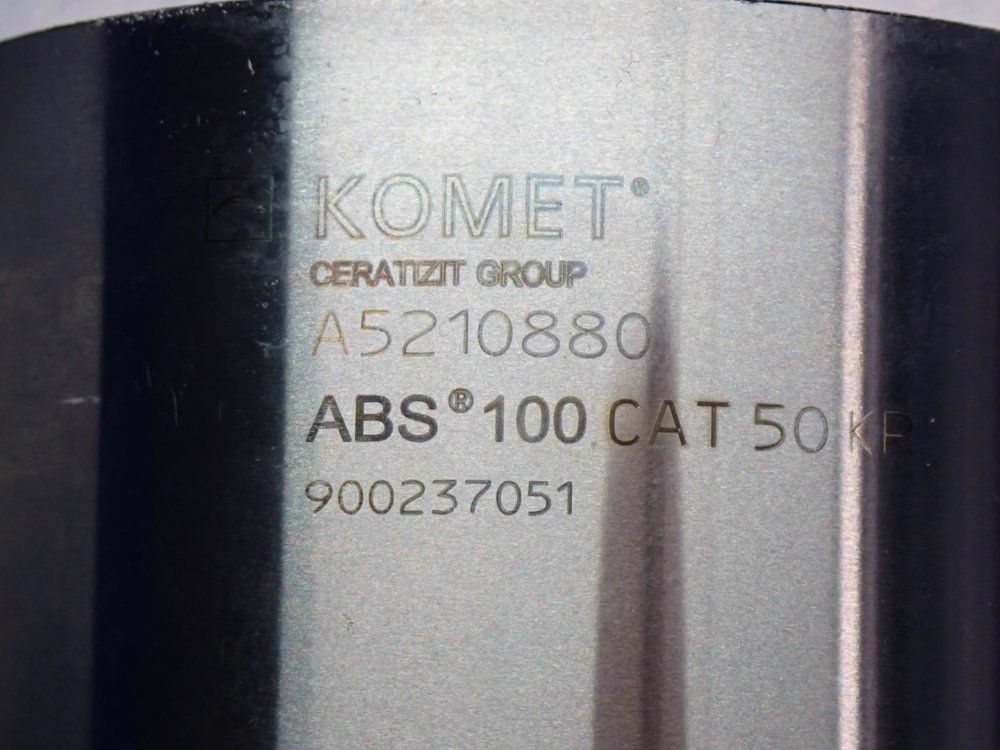 KOMET®
CERATIZIT GROUP
A5210880
ABS® 100 CAT 50 KR
900237051